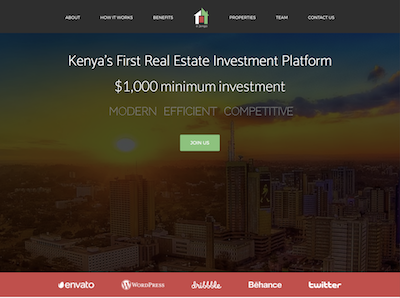 ABOUT HOW IT WORKS BENEFITS PROPERTIES TEAM CONTACT US
Kenya's First Real Estate Investment Platform
$1,000 minimum investment
MODERN EFFICIENT COMPETITIVE
JOIN US
envato WORDPRESS dribbble Bēhance twitter